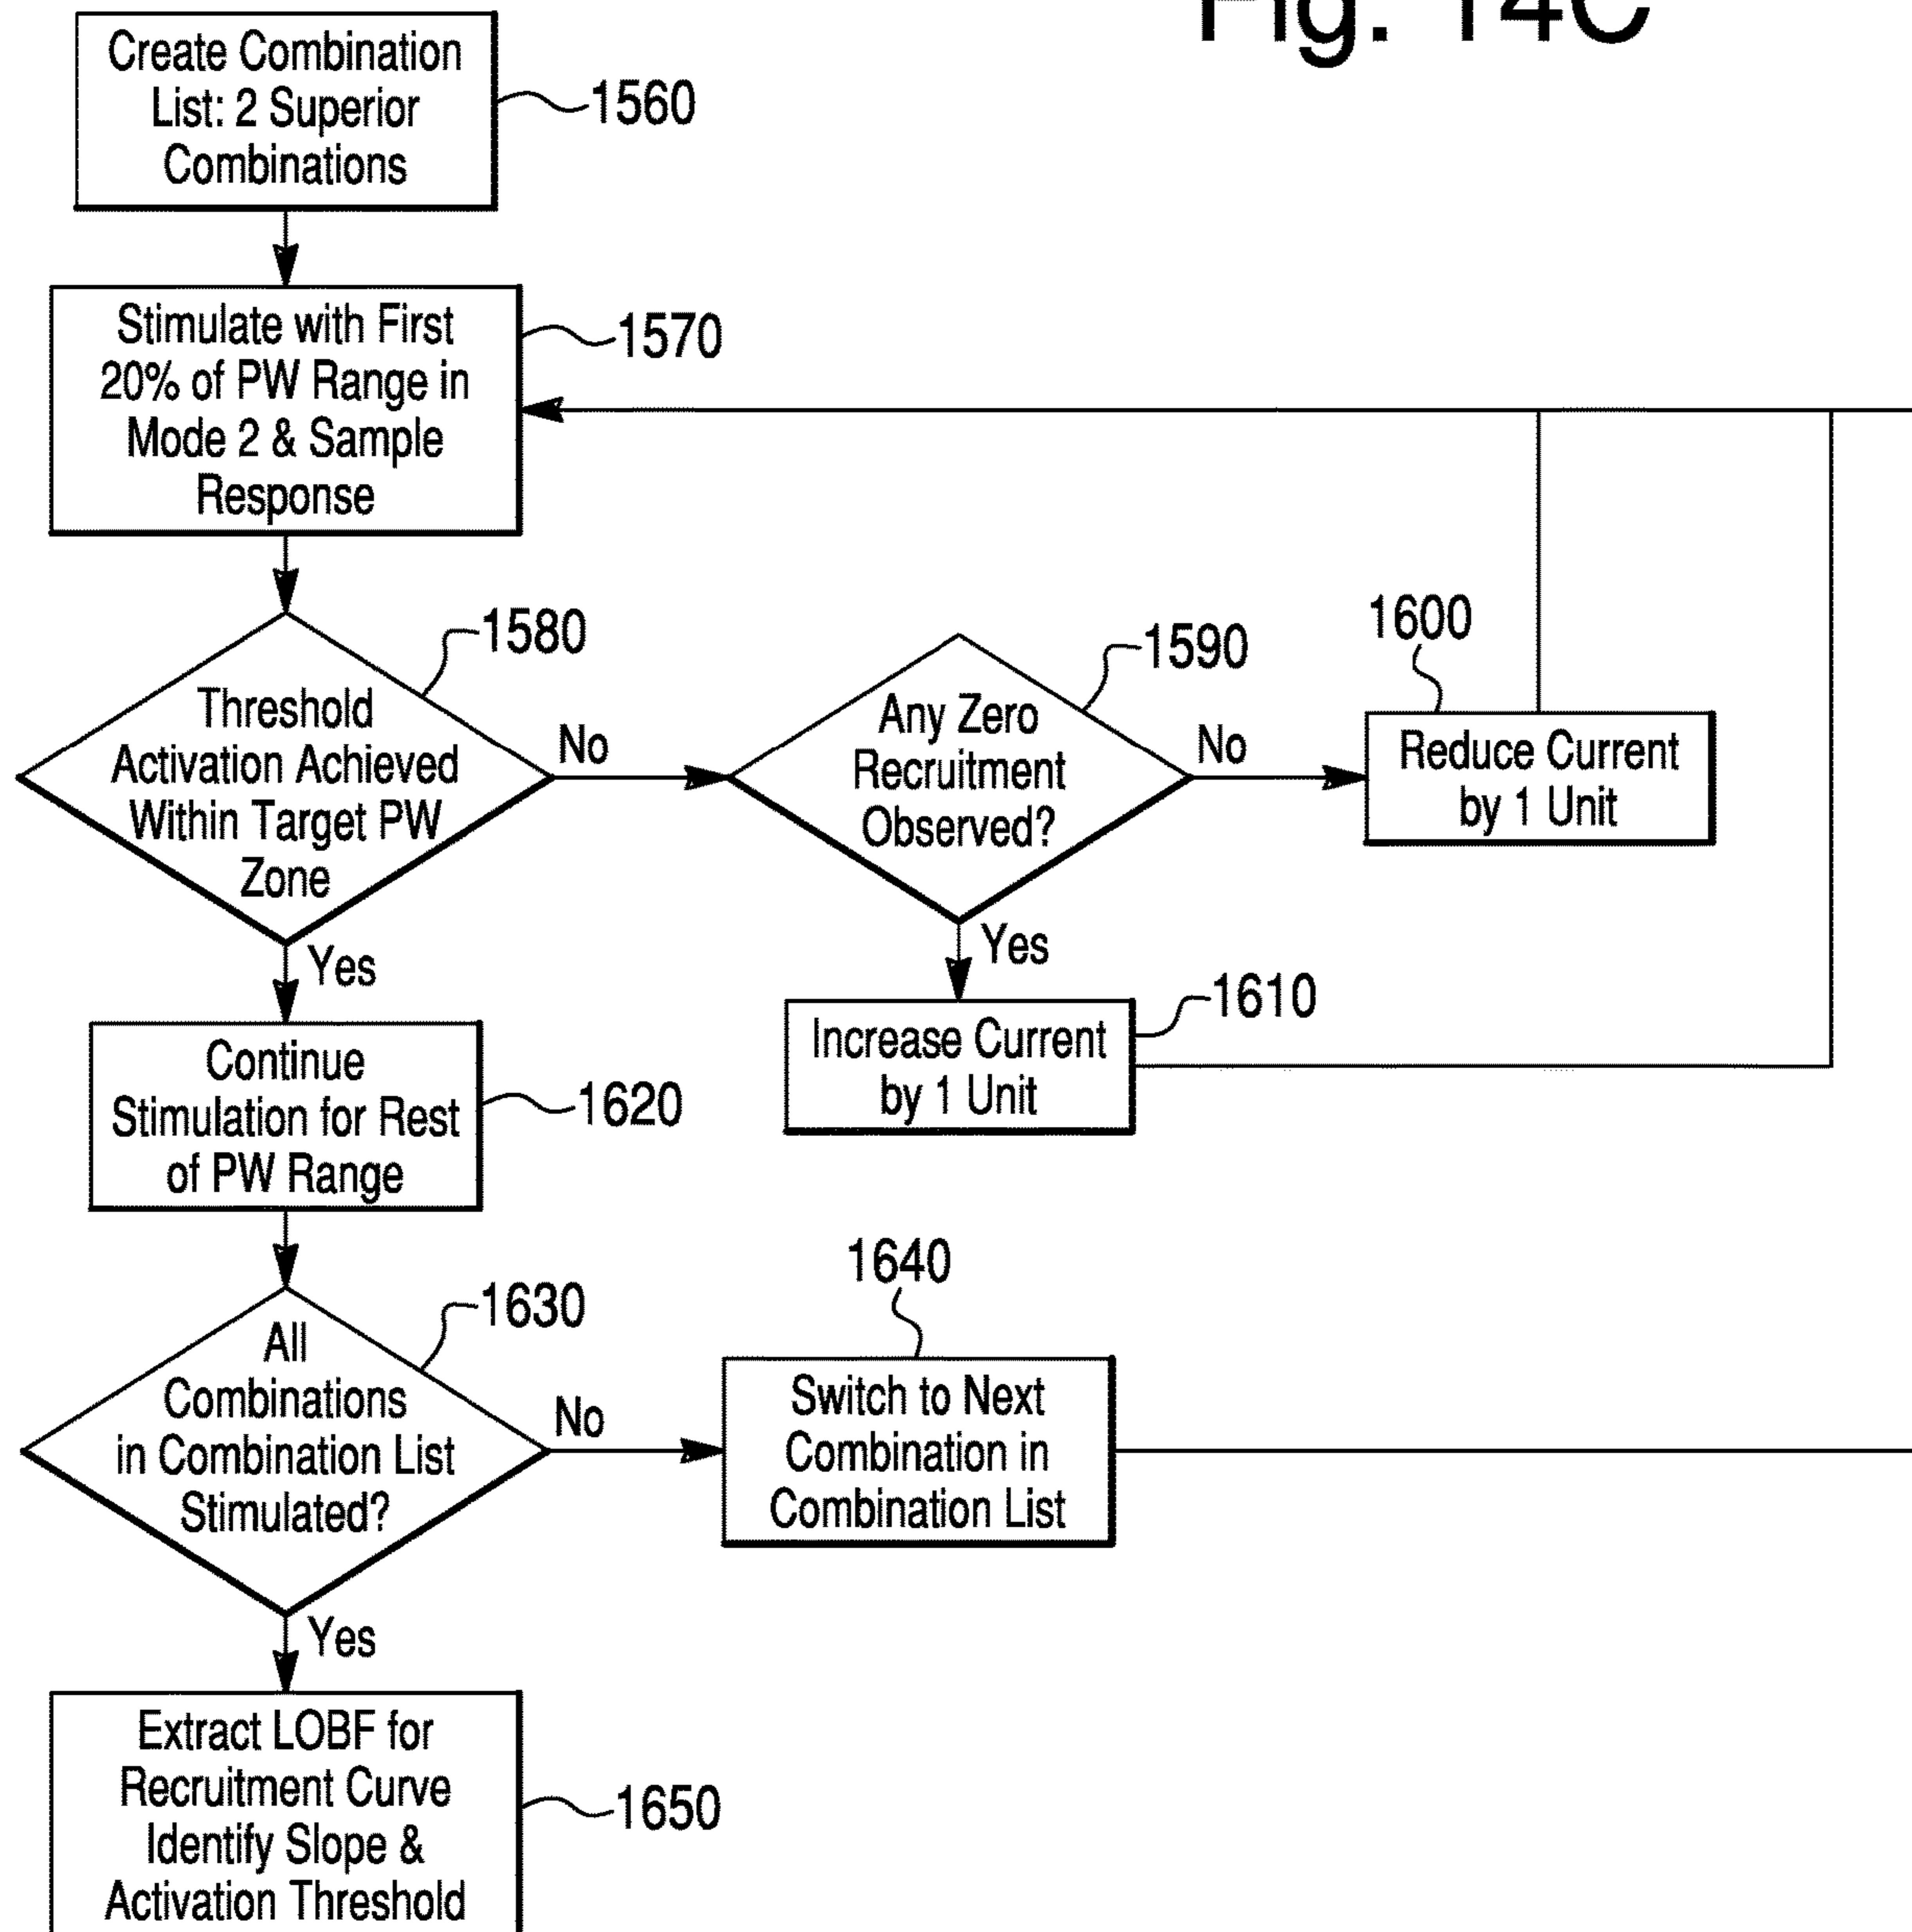 Fig. 14C
Create Combination
List: 2 Superior
Combinations
1560
Stimulate with First
20% of PW Range in
Mode 2 & Sample
Response
1570
Threshold
Activation Achieved
Within Target PW
Zone
1580
No
Any Zero
Recruitment
Observed?
1590
No
Reduce Current
by 1 Unit
1600
Yes
Increase Current
by 1 Unit
1610
Yes
Continue
Stimulation for Rest
of PW Range
1620
All
Combinations
in Combination List
Stimulated?
1630
No
Switch to Next
Combination in
Combination List
1640
Yes
Extract LOBF for
Recruitment Curve
Identify Slope &
Activation Threshold
1650